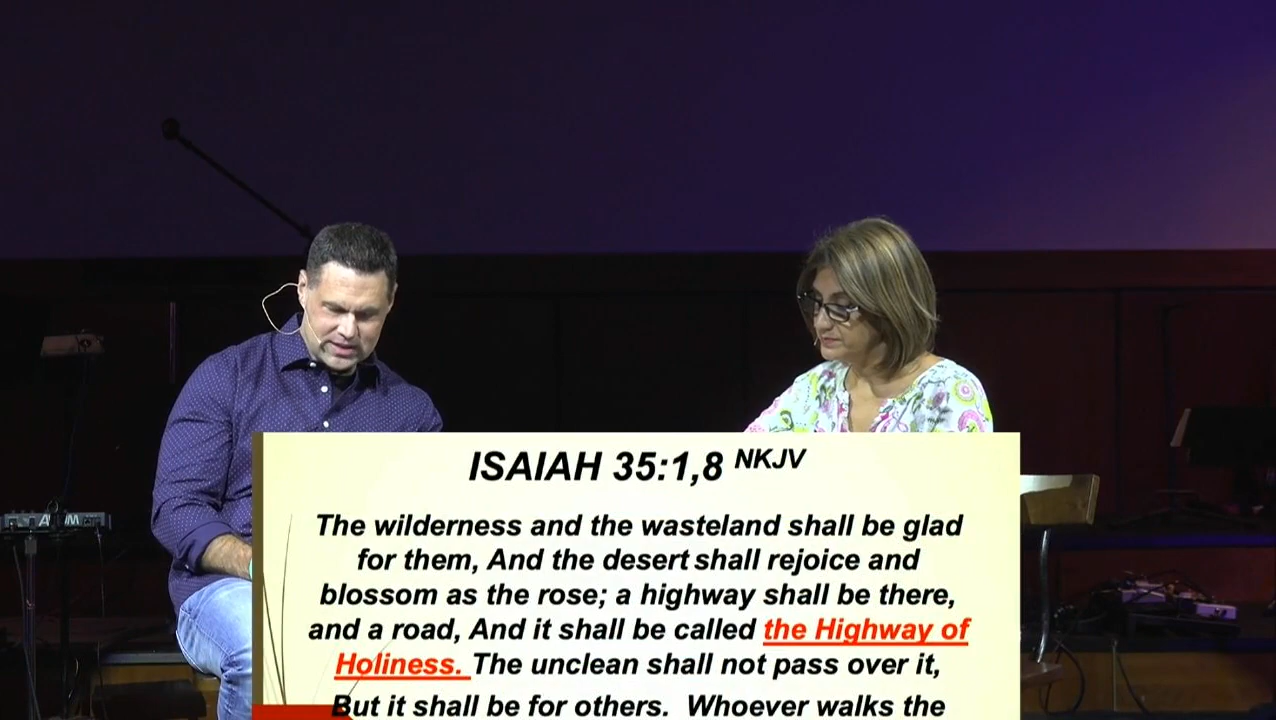 ISAIAH 35:1,8 NKJV
The wilderness and the wasteland shall be glad
for them, And the desert shall rejoice and
blossom as the rose; a highway shall be there,
and a road, And it shall be called the Highway of
Holiness. The unclean shall not pass over it,
But it shall be for others. Whoever walks the